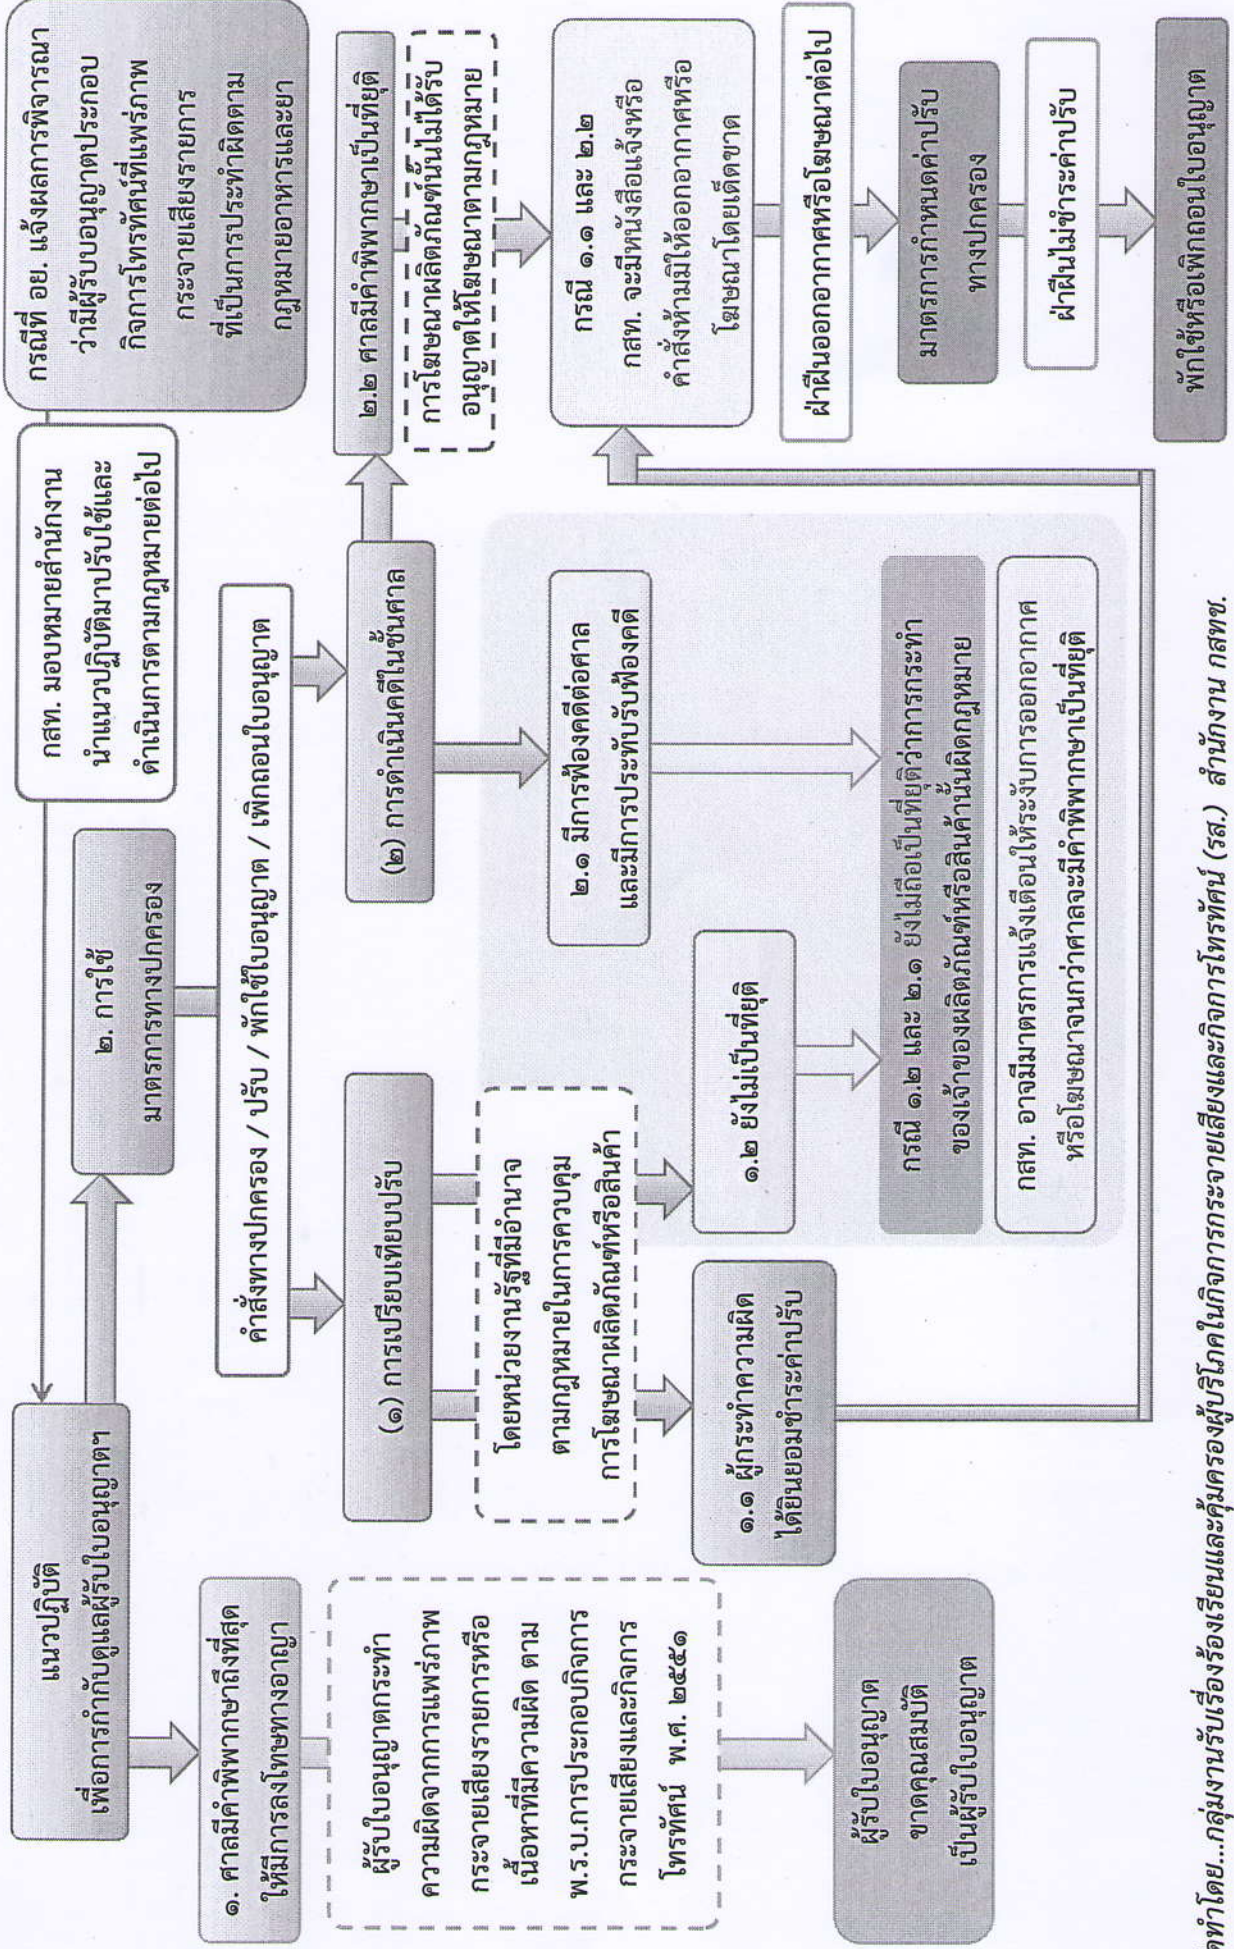 แนวปฏิบัติ
เพื่อการกำกับดูแลผู้รับใบอนุญาตฯ
กสท. มอบหมายสำนักงาน
นำแนวปฏิบัติมาปรับใช้และ
ดำเนินการตามกฎหมายต่อไป
กรณีที่ อย. แจ้งผลการพิจารณา
ว่ามีผู้รับบอนุญาตประกอบ
กิจการโทรทัศน์ที่แพร่ภาพ
กระจายเสียงรายการ
ที่เป็นการประทำผิดตาม
กฎหมายอาหารและยา
๑. ศาลมีคำพิพากษาถึงที่สุด
ให้มีการลงโทษทางอาญา
ผู้รับใบอนุญาตกระทำ
ความผิดจากการแพร่ภาพ
กระจายเสียงรายการหรือ
เนื้อหาที่มีความผิด ตาม
พ.ร.บ.การประกอบกิจการ
กระจายเสียงและกิจการ
โทรทัศน์ พ.ศ. ๒๕๕๑
ผู้รับใบอนุญาต
ขาดคุณสมบัติ
เป็นผู้รับใบอนุญาต
๒. การใช้
มาตรการทางปกครอง
คำสั่งทางปกครอง / ปรับ / พักใช้ใบอนุญาต / เพิกถอนใบอนุญาต
(๑) การเปรียบเทียบปรับ
โดยหน่วยงานรัฐที่มีอำนาจ
ตามกฎหมายในการควบคุม
การโฆษณาผลิตภัณฑ์หรือสินค้า
๑.๑ ผู้กระทำความผิด
ได้ยินยอมชำระค่าปรับ
๑.๒ ยังไม่เป็นที่ยุติ
(๒) การดำเนินคดีในชั้นศาล
๒.๑ มีการฟ้องคดีต่อศาล
และมีการประทับรับฟ้องคดี
กรณี ๑.๒ และ ๒.๑ ยังไม่ถือเป็นที่ยุติว่าการกระทำ
ของเจ้าของผลิตภัณฑ์หรือสินค้านั้นผิดกฎหมาย
กสท. อาจมีมาตรการแจ้งเตือนให้ระงับการออกอากาศ
หรือโฆษณาจนกว่าศาลจะมีคำพิพากษาเป็นที่ยุติ
๒.๒ ศาลมีคำพิพากษาเป็นที่ยุติ
การโฆษณาผลิตภัณฑ์นั้นไม่ได้รับ
อนุญาตให้โฆษณาตามกฎหมาย
กรณี ๑.๑ และ ๒.๒
กสท. จะมีหนังสือแจ้งหรือ
คำสั่งห้ามมิให้ออกอากาศหรือ
โฆษณาโดยเด็ดขาด
ฝ่าฝืนออกอากาศหรือโฆษณาต่อไป
มาตรการกำหนดค่าปรับ
ทางปกครอง
ฝ่าฝืนไม่ชำระค่าปรับ
พักใช้หรือเพิกถอนใบอนุญาต
ดทำโดย...กลุ่มงานรับเรื่องร้องเรียนและคุ้มครองผู้บริโภคในกิจการกระจายเสียงและกิจการโทรทัศน์ (รส.) สำนักงาน กสทช.